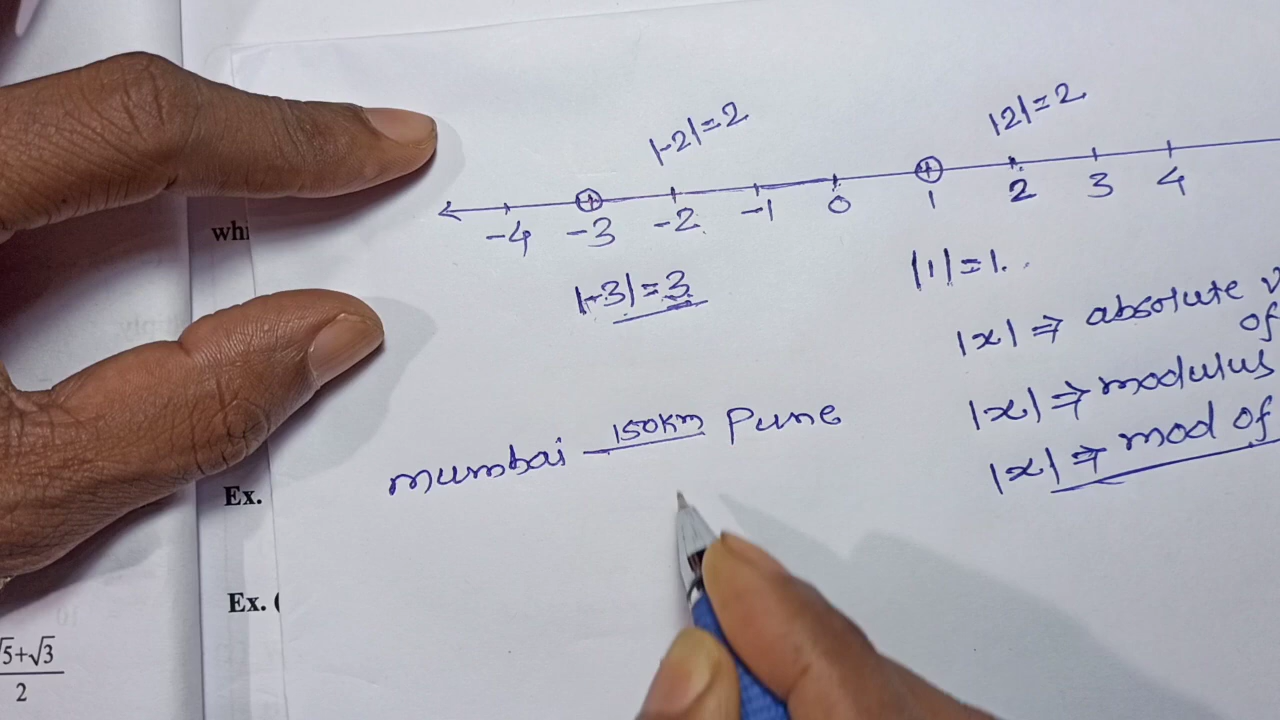 |-2|=2
|2|=2
-4 -3 -2 -1 0 1 2 3 4
|-3|=3
|1|=1.
|x| ⇒ absolute
of
|x| ⇒ modulus
|x| ⇒ mod of
mumbai 150km Pune
whi
Ex.
Ex. (
√5+√3
2